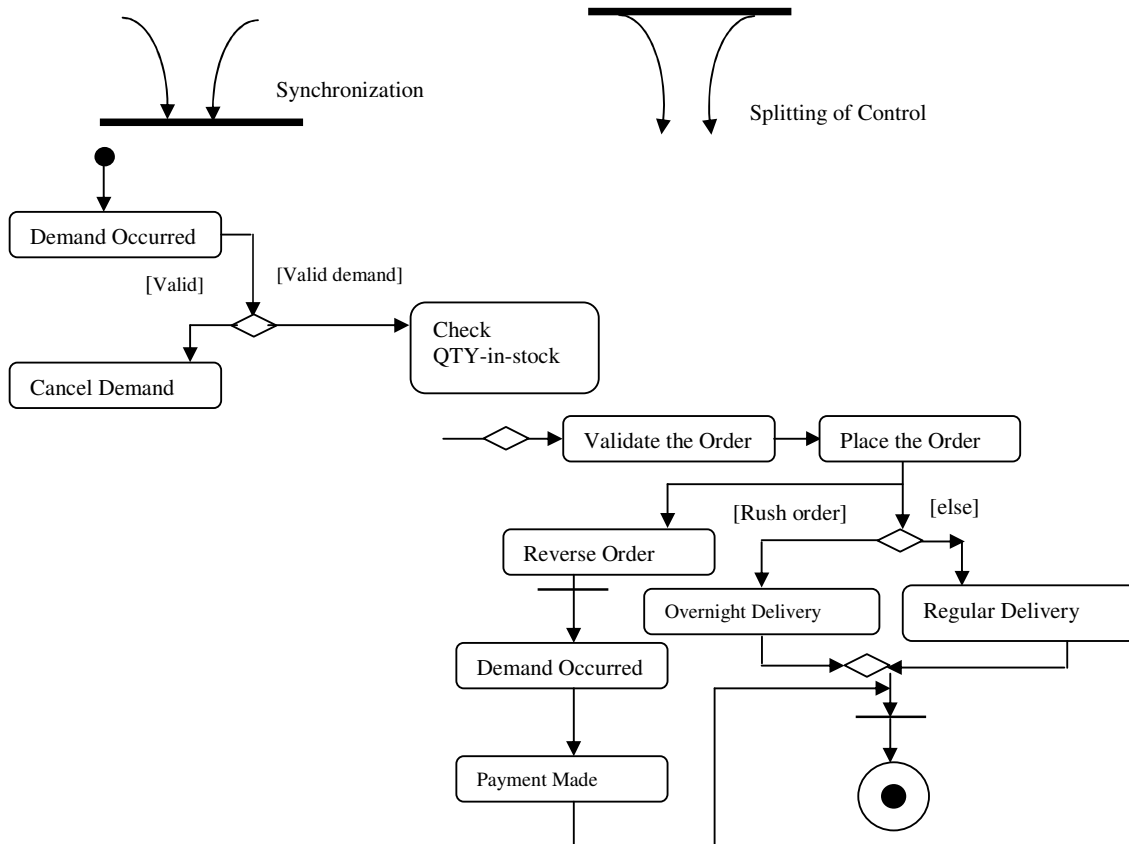 Synchronization
Splitting of Control
Demand Occurred
[Valid]
[Valid demand]
Check
QTY-in-stock
Cancel Demand
Validate the Order
Place the Order
[Rush order]
[else]
Reverse Order
Overnight Delivery
Regular Delivery
Demand Occurred
Payment Made